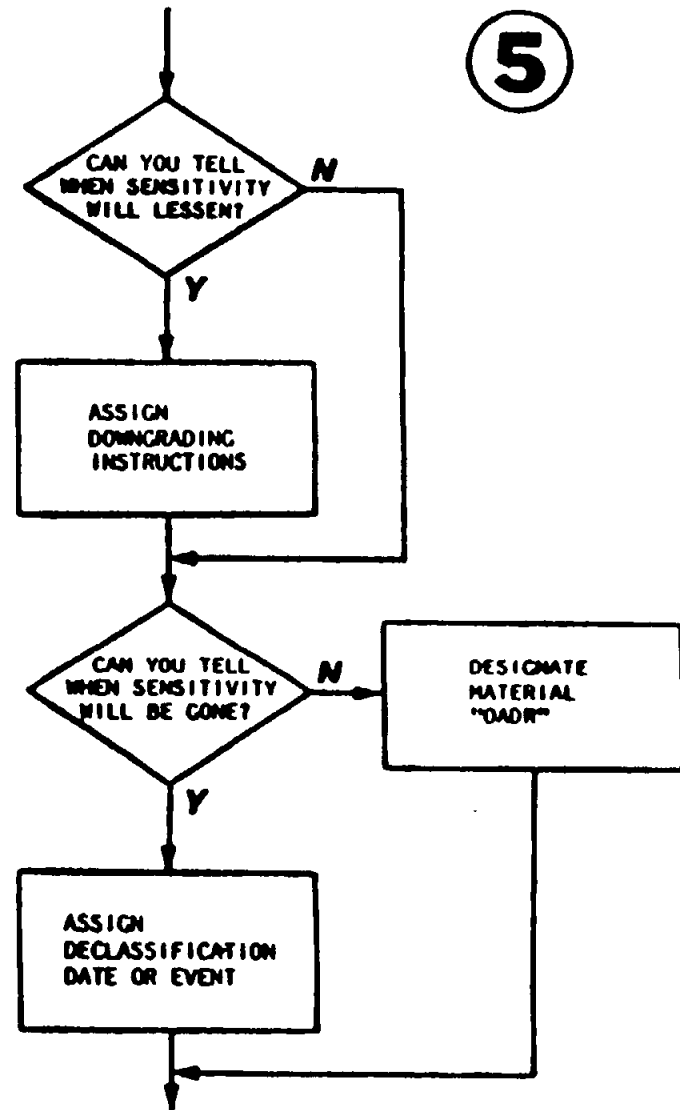 5
CAN YOU TELL
WHEN SENSITIVITY
WILL LESSEN?
N
Y
ASSIGN
DOWNGRADING
INSTRUCTIONS
CAN YOU TELL
WHEN SENSITIVITY
WILL BE GONE?
N
DESIGNATE
MATERIAL
"OADR"
Y
ASSIGN
DECLASSIFICATION
DATE OR EVENT